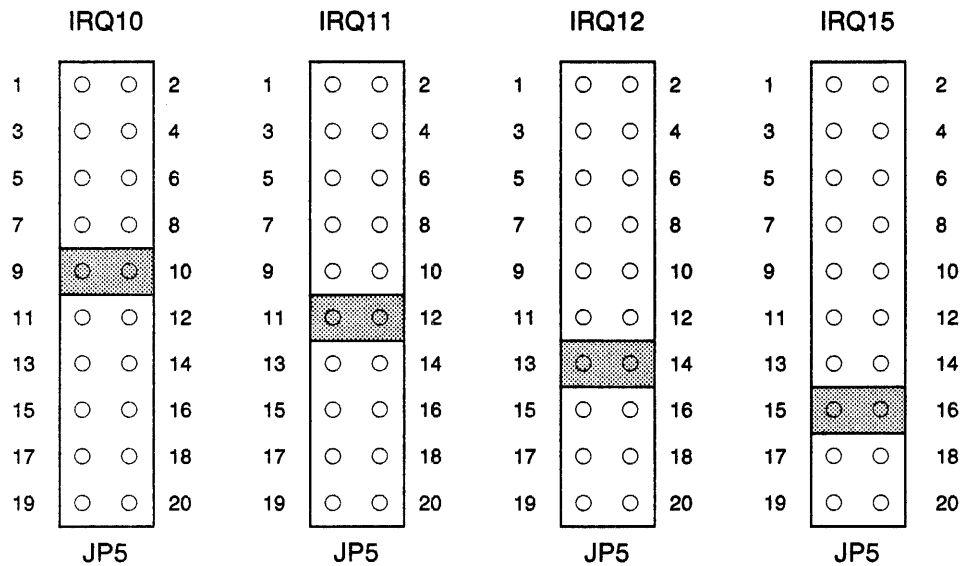 IRQ10 IRQ11 IRQ12 IRQ15
1 2 1 2 1 2 1 2
3 4 3 4 3 4 3 4
5 6 5 6 5 6 5 6
7 8 7 8 7 8 7 8
9 10 9 10 9 10 9 10
11 12 11 12 11 12 11 12
13 14 13 14 13 14 13 14
15 16 15 16 15 16 15 16
17 18 17 18 17 18 17 18
19 20 19 20 19 20 19 20
JP5 JP5 JP5 JP5